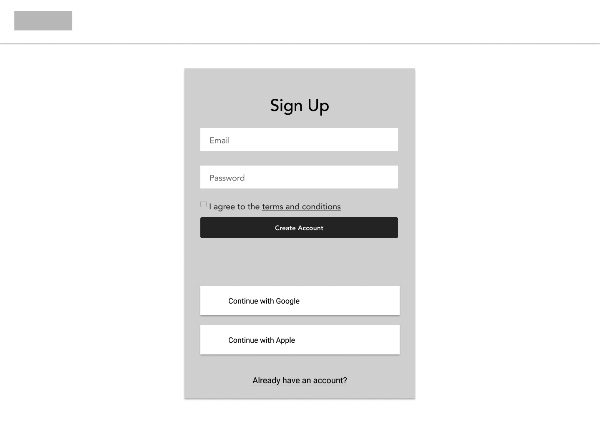 Sign Up
Email
Password
I agree to the terms and conditions
Create Account
Continue with Google
Continue with Apple
Already have an account?